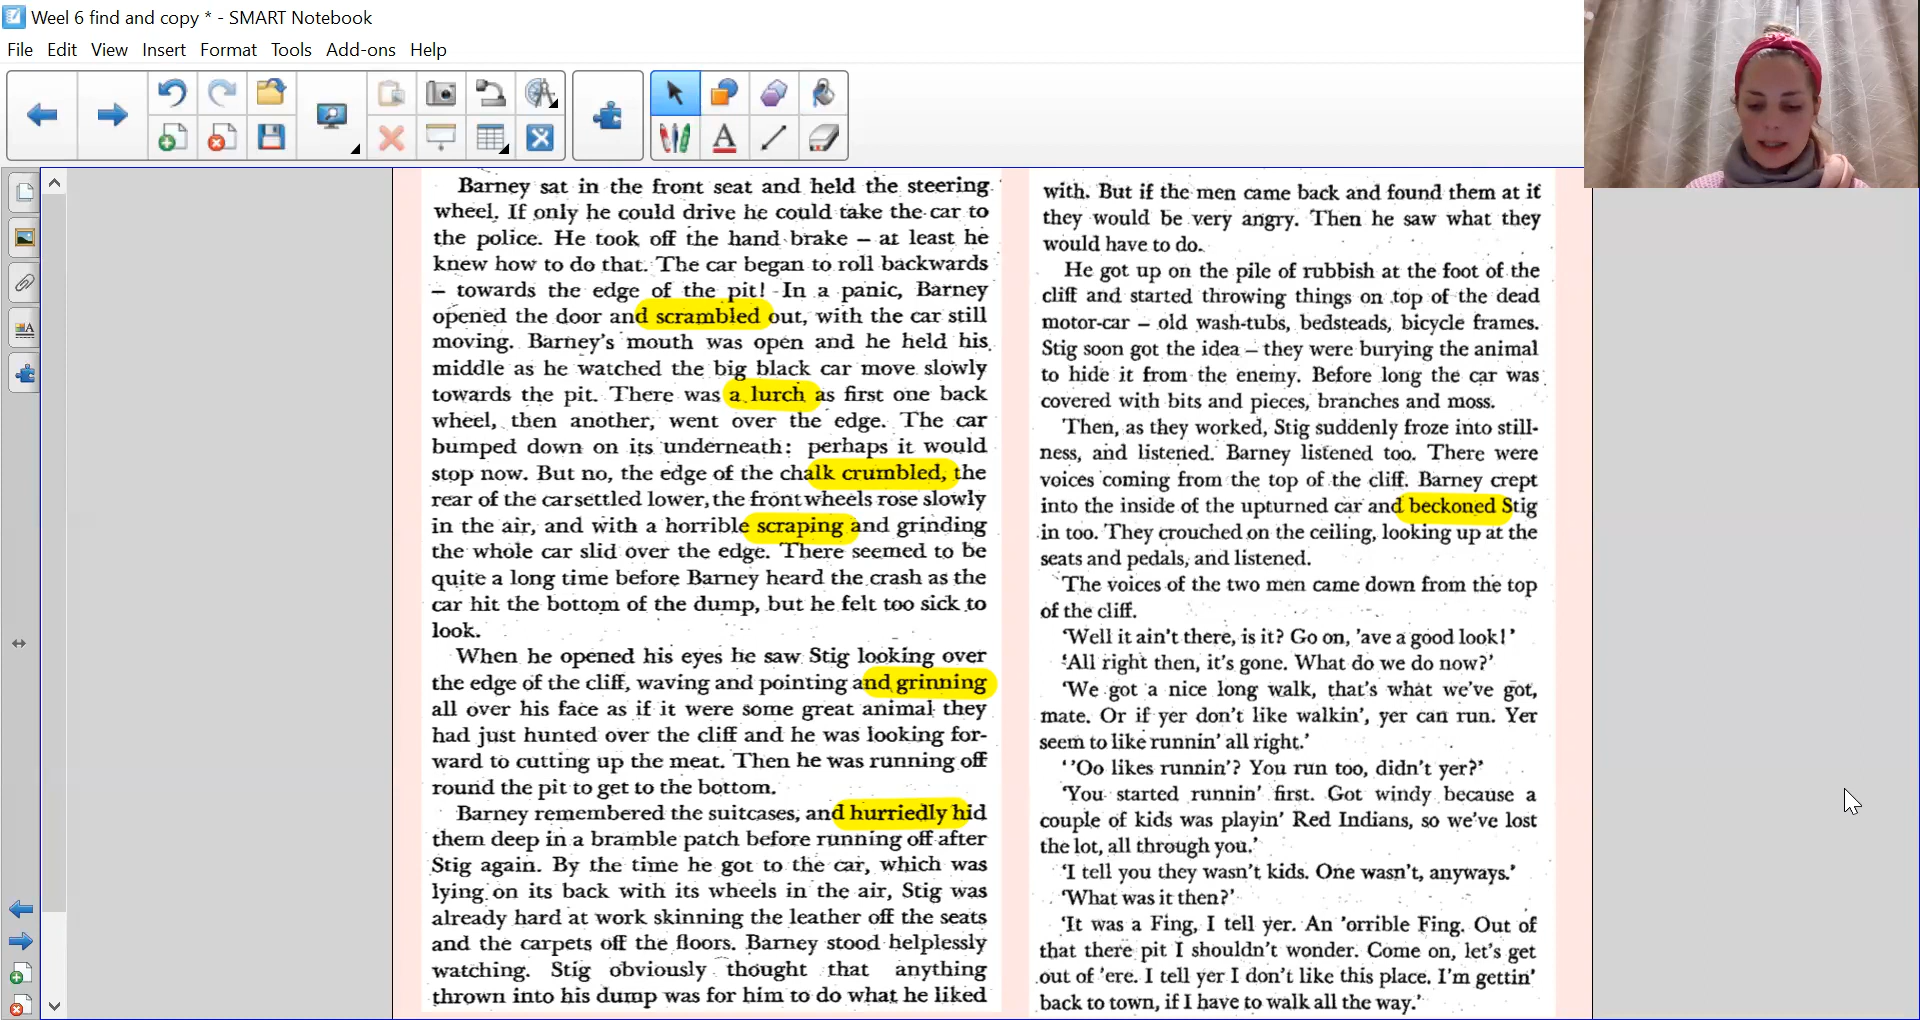 Weel 6 find and copy * - SMART Notebook
File Edit View Insert Format Tools Add-ons Help
Barney sat in the front seat and held the steering
wheel. If only he could drive he could take the car to
the police. He took off the hand brake – at least he
knew how to do that. The car began to roll backwards
– towards the edge of the pit! In a panic, Barney
opened the door and scrambled out, with the car still
moving. Barney's mouth was open and he held his
middle as he watched the big black car move slowly
towards the pit. There was a lurch as first one back
wheel, then another, went over the edge. The car
bumped down on its underneath: perhaps it would
stop now. But no, the edge of the chalk crumbled, the
rear of the car settled lower, the front wheels rose slowly
in the air, and with a horrible scraping and grinding
the whole car slid over the edge. There seemed to be
quite a long time before Barney heard the crash as the
car hit the bottom of the dump, but he felt too sick to
look.
When he opened his eyes he saw Stig looking over
the edge of the cliff, waving and pointing and grinning
all over his face as if it were some great animal they
had just hunted over the cliff and he was looking for-
ward to cutting up the meat. Then he was running off
round the pit to get to the bottom.
Barney remembered the suitcases, and hurriedly hid
them deep in a bramble patch before running off after
Stig again. By the time he got to the car, which was
lying on its back with its wheels in the air, Stig was
already hard at work skinning the leather off the seats
and the carpets off the floors. Barney stood helplessly
watching. Stig obviously thought that anything
thrown into his dump was for him to do what he liked
with. But if the men came back and found them at it
they would be very angry. Then he saw what they
would have to do.
He got up on the pile of rubbish at the foot of the
cliff and started throwing things on top of the dead
motor-car – old wash-tubs, bedsteads, bicycle frames.
Stig soon got the idea – they were burying the animal
to hide it from the enemy. Before long the car was
covered with bits and pieces, branches and moss.
Then, as they worked, Stig suddenly froze into still-
ness, and listened. Barney listened too. There were
voices coming from the top of the cliff. Barney crept
into the inside of the upturned car and beckoned Stig
in too. They crouched on the ceiling, looking up at the
seats and pedals, and listened.
The voices of the two men came down from the top
of the cliff.
'Well it ain't there, is it? Go on, 'ave a good look!'
'All right then, it's gone. What do we do now?'
'We got a nice long walk, that's what we've got,
mate. Or if yer don't like walkin', yer can run. Yer
seem to like runnin' all right.'
''Oo likes runnin'? You run too, didn't yer?'
'You started runnin' first. Got windy because a
couple of kids was playin' Red Indians, so we've lost
the lot, all through you.'
'I tell you they wasn't kids. One wasn't, anyways.'
'What was it then?'
'It was a Fing, I tell yer. An 'orrible Fing. Out of
that there pit I shouldn't wonder. Come on, let's get
out of 'ere. I tell yer I don't like this place. I'm gettin'
back to town, if I have to walk all the way.'